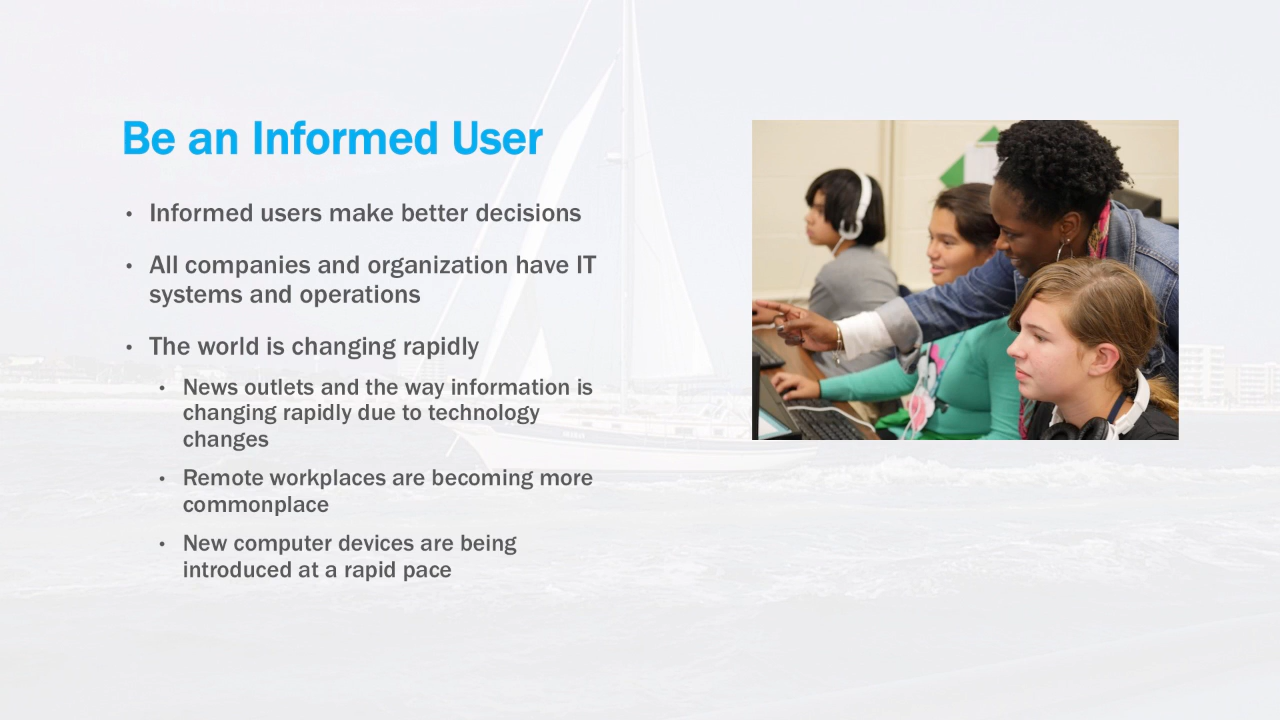 Be an Informed User
• Informed users make better decisions
• All companies and organization have IT
systems and operations
• The world is changing rapidly
• News outlets and the way information is
changing rapidly due to technology
changes
• Remote workplaces are becoming more
commonplace
• New computer devices are being
introduced at a rapid pace